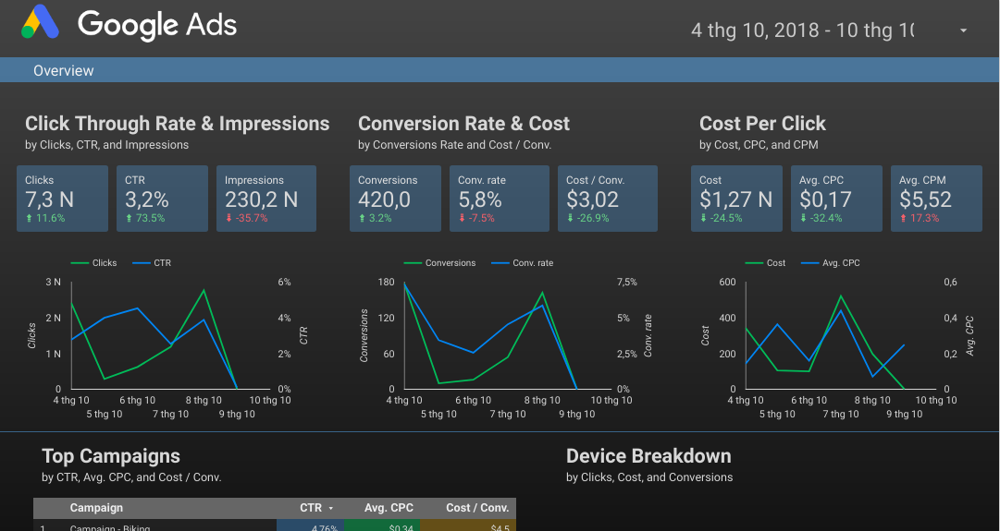 Google Ads
4 thg 10, 2018 - 10 thg
Overview
Click Through Rate & Impressions
by Clicks, CTR, and Impressions
Conversion Rate & Cost
by Conversions Rate and Cost / Conv.
Cost Per Click
by Cost, CPC, and CPM
Clicks
7,3 N
11.6%
CTR
3,2%
73.5%
Impressions
230,2 N
-35.7%
Conversions
420,0
3.2%
Conv. rate
5,8%
-7.5%
Cost / Conv.
$3,02
-26.9%
Cost
$1,27 N
-24.5%
Avg. CPC
$0,17
-32.4%
Avg. CPM
$5,52
17.3%
Clicks CTR
3 N
2 N
1 N
0
Clicks
6%
4%
2%
0%
CTR
4 thg 10 6 thg 10 8 thg 10 10 thg 10
5 thg 10 7 thg 10 9 thg 10
Conversions Conv. rate
180
120
60
0
Conversions
7,5%
5%
2,5%
0%
Conv. rate
4 thg 10 6 thg 10 8 thg 10 10 thg 10
5 thg 10 7 thg 10 9 thg 10
Cost Avg. CPC
600
400
200
0
Cost
0,6
0,4
0,2
0
Avg. CPC
4 thg 10 6 thg 10 8 thg 10 10 thg 10
5 thg 10 7 thg 10 9 thg 10
Top Campaigns
by CTR, Avg. CPC, and Cost / Conv.
Device Breakdown
by Clicks, Cost, and Conversions
Campaign CTR Avg. CPC Cost / Conv.
1 Campaign - Biking 4.76% $0.34 $4.5